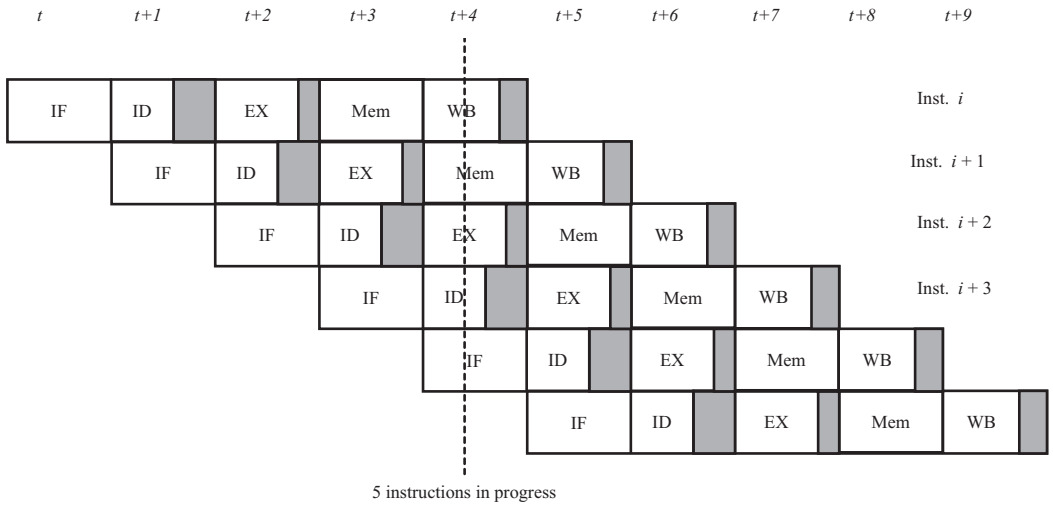 t t+1 t+2 t+3 t+4 t+5 t+6 t+7 t+8 t+9
IF ID EX Mem WB Inst. i
IF ID EX Mem WB Inst. i + 1
IF ID EX Mem WB Inst. i + 2
IF ID EX Mem WB Inst. i + 3
IF ID EX Mem WB
IF ID EX Mem WB
5 instructions in progress